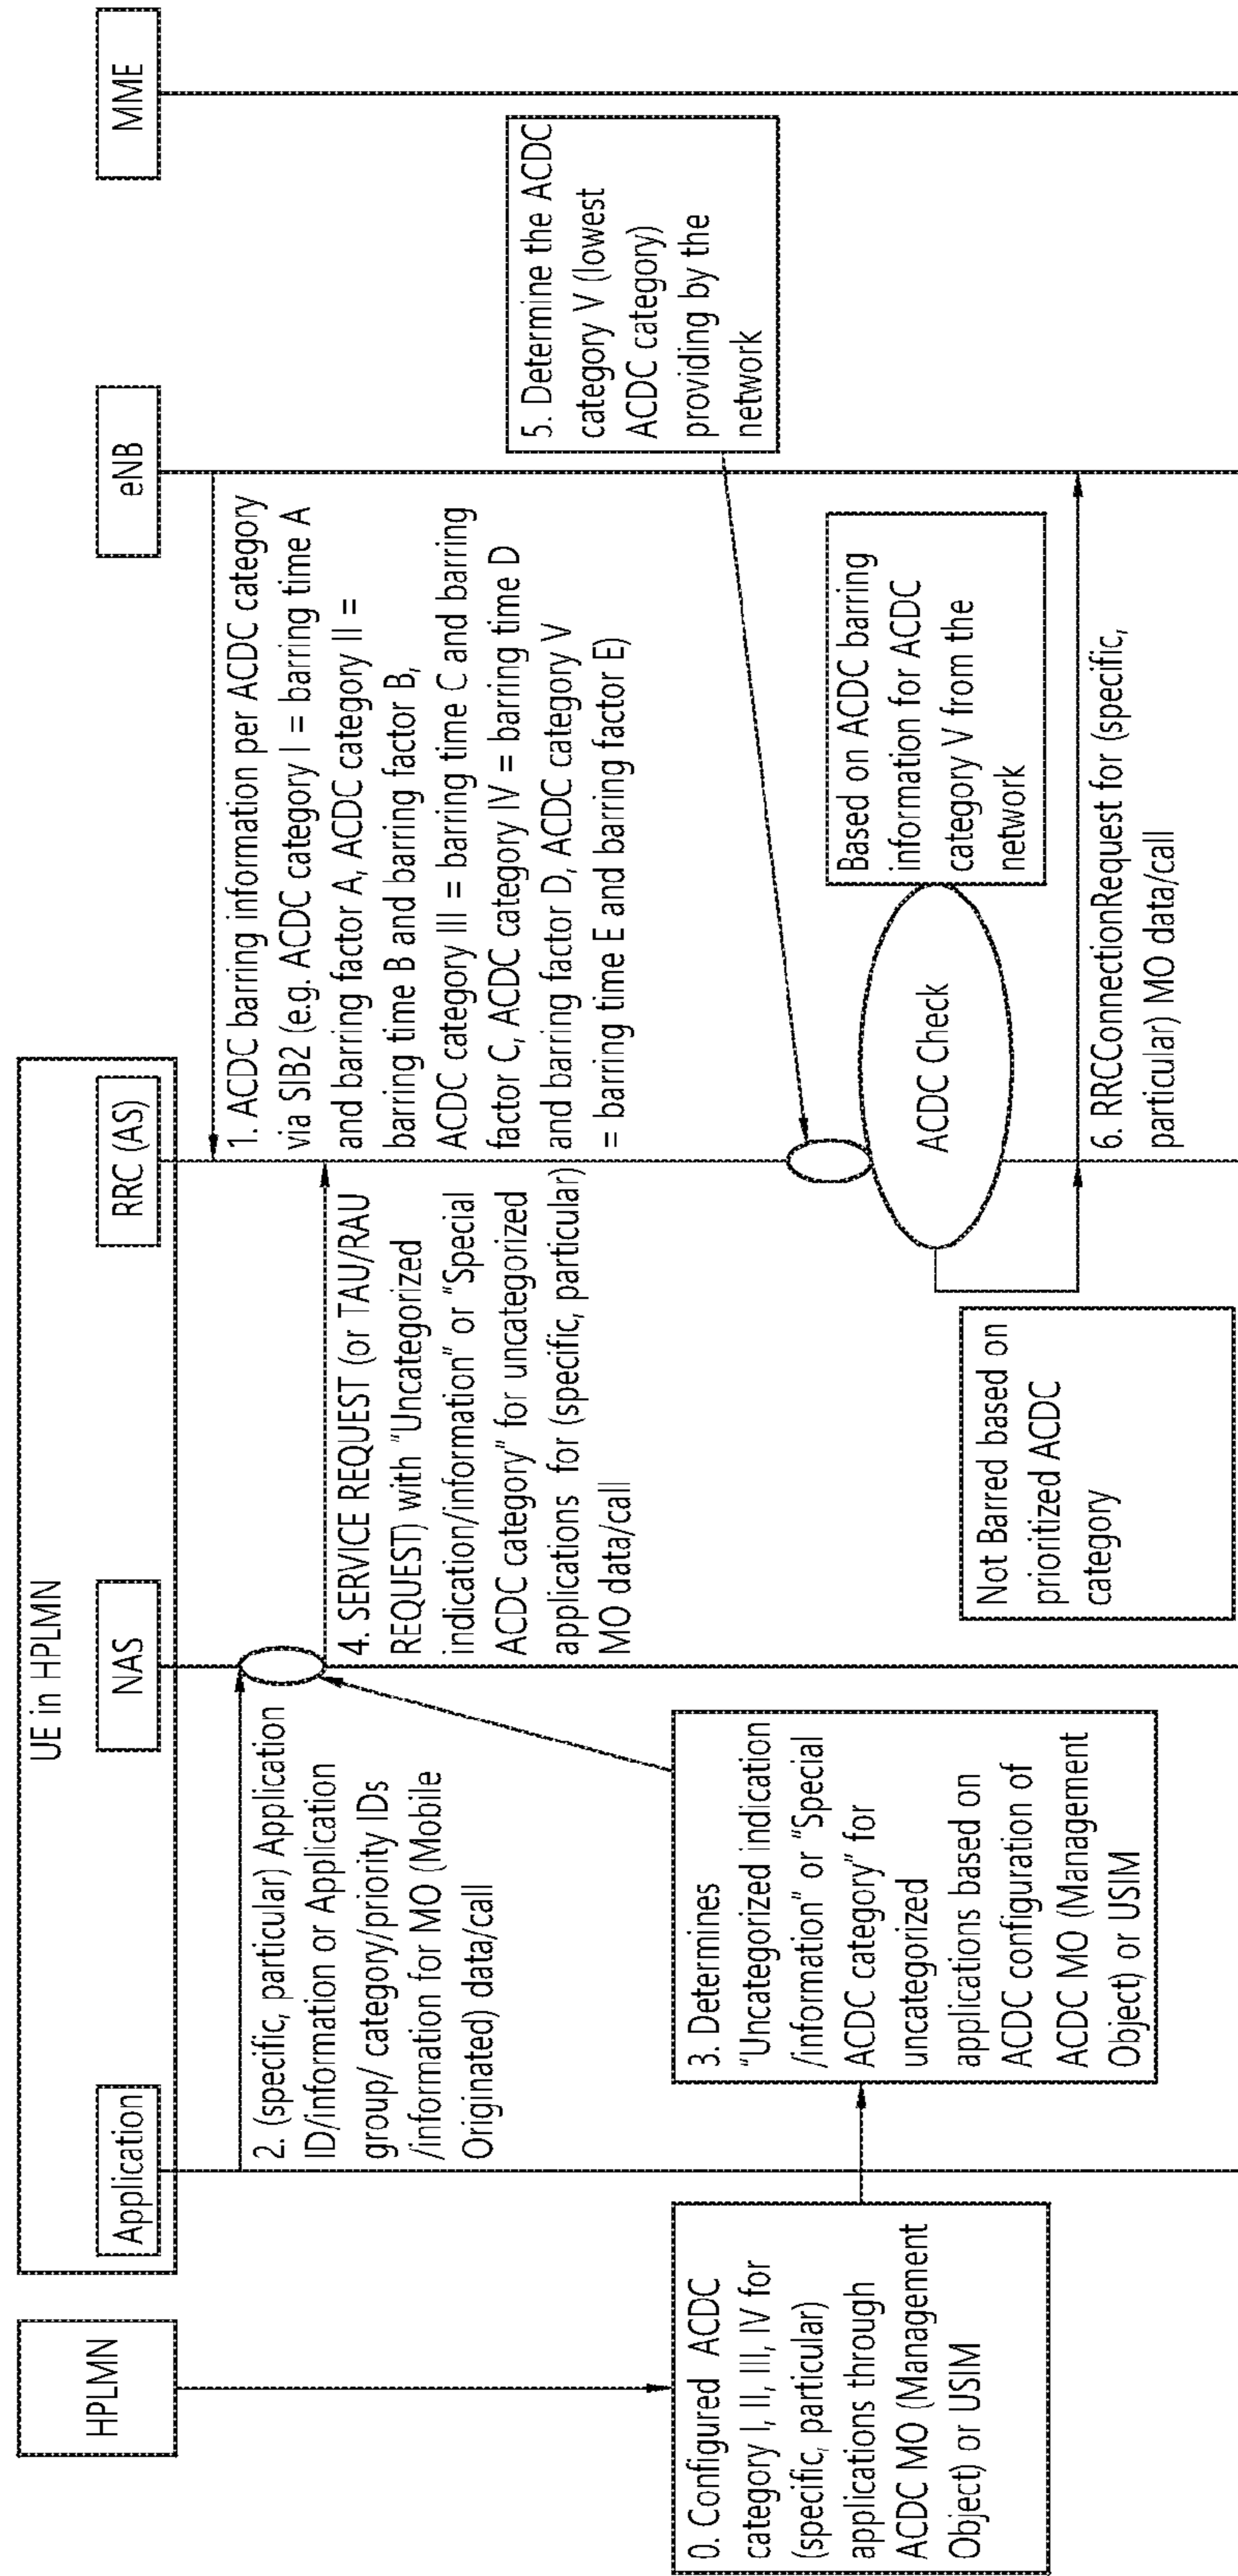 HPLMN
UE in HPLMN
Application
NAS
RRC (AS)
eNB
MME
0. Configured ACDC
category I, II, III, IV for
(specific, particular)
applications through
ACDC MO (Management
Object) or USIM
1. ACDC barring information per ACDC category
via SIB2 (e.g. ACDC category I = barring time A
and barring factor A, ACDC category II =
barring time B and barring factor B,
ACDC category III = barring time C and barring
factor C, ACDC category IV = barring time D
and barring factor D, ACDC category V
= barring time E and barring factor E)
2. (specific, particular) Application
ID/information or Application
group/ category/priority IDs
/information for MO (Mobile
Originated) data/call
3. Determines
"Uncategorized indication
/information" or "Special
ACDC category" for
uncategorized
applications based on
ACDC configuration of
ACDC MO (Management
Object) or USIM
4. SERVICE REQUEST (or TAU/RAU
REQUEST) with "Uncategorized
indication/information" or "Special
ACDC category" for uncategorized
applications for (specific, particular)
MO data/call
5. Determine the ACDC
category V (lowest
ACDC category)
providing by the
network
ACDC Check
Based on ACDC barring
information for ACDC
category V from the
network
Not Barred based on
prioritized ACDC
category
6. RRCConnectionRequest for (specific,
particular) MO data/call